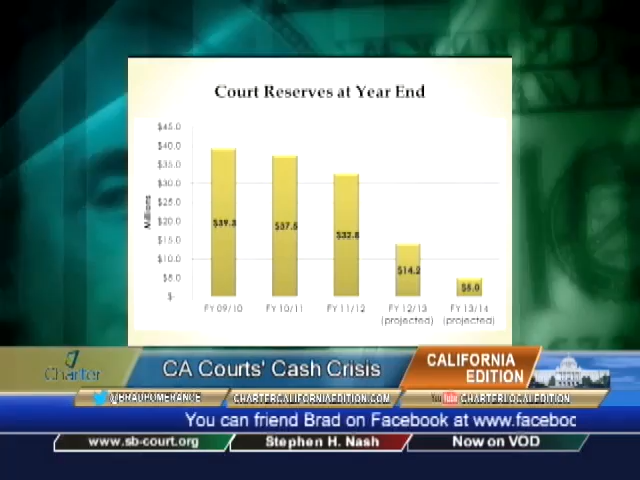 Court Reserves at Year End
Millions
$45.0
$40.0
$35.0
$30.0
$25.0
$20.0
$15.0
$10.0
$5.0
$-
$39.3
$37.5
$32.8
$14.2
$5.0
FY 09/10
FY 10/11
FY 11/12
FY 12/13
(projected)
FY 13/14
(projected)
Charter
CA Courts' Cash Crisis
CALIFORNIA
EDITION
@BRADPOMERANCE
CHARTERCALIFORNIAEDITION.COM
YouTube CHARTERLOCALEDITION
You can friend Brad on Facebook at www.faceboc
www.sb-court.org
Stephen H. Nash
Now on VOD